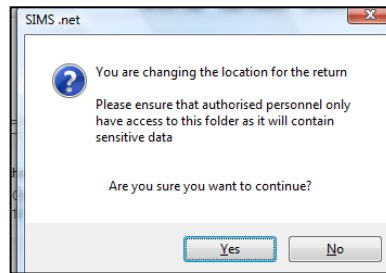 SIMS .net
You are changing the location for the return
Please ensure that authorised personnel only
have access to this folder as it will contain
sensitive data
Are you sure you want to continue?
Yes
No